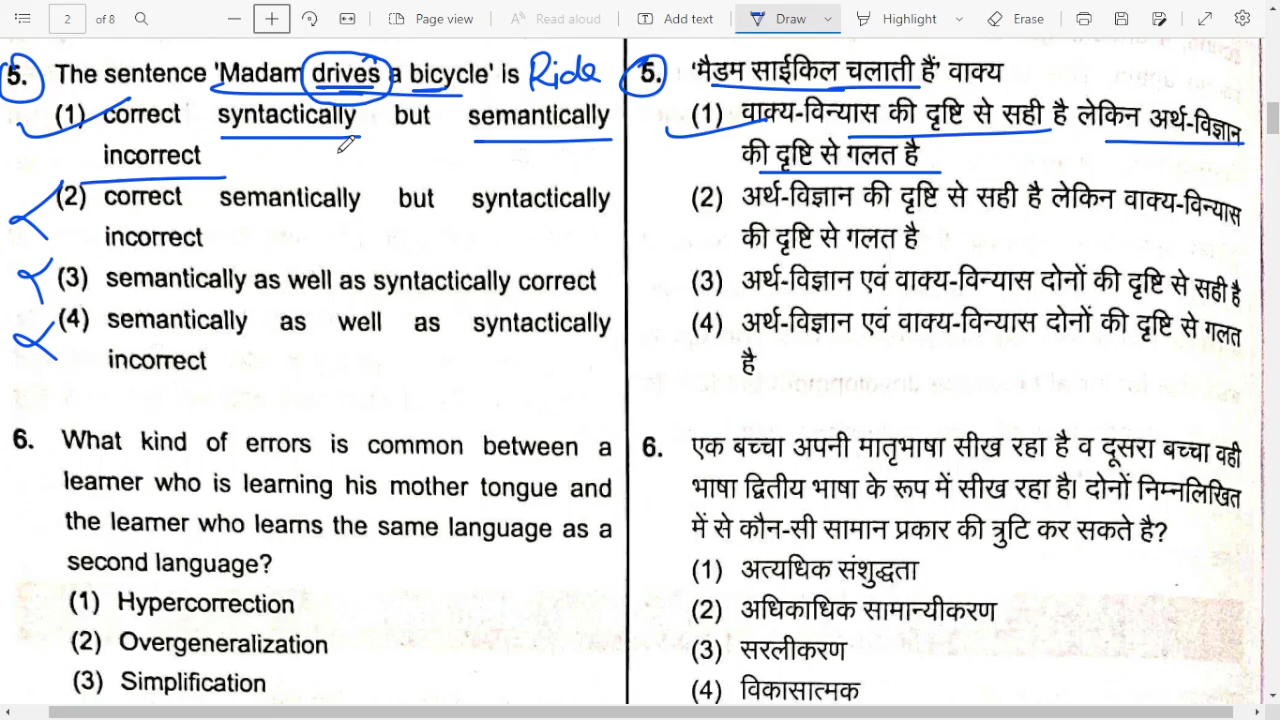 2
of 8
Page view
Read aloud
Add text
Draw
Highlight
Erase
5. The sentence 'Madam drives a bicycle' is Ride
(1) correct syntactically but semantically
incorrect
(2) correct semantically but syntactically
incorrect
(3) semantically as well as syntactically correct
(4) semantically as well as syntactically
incorrect
6. What kind of errors is common between a
learner who is learning his mother tongue and
the learner who learns the same language as a
second language?
(1) Hypercorrection
(2) Overgeneralization
(3) Simplification
5. 'मैडम साईकिल चलाती हैं' वाक्य
(1) वाक्य-विन्यास की दृष्टि से सही है लेकिन अर्थ-विज्ञान
की दृष्टि से गलत है
(2) अर्थ-विज्ञान की दृष्टि से सही है लेकिन वाक्य-विन्यास
की दृष्टि से गलत है
(3) अर्थ-विज्ञान एवं वाक्य-विन्यास दोनों की दृष्टि से सही है
(4) अर्थ-विज्ञान एवं वाक्य-विन्यास दोनों की दृष्टि से गलत
है
6. एक बच्चा अपनी मातृभाषा सीख रहा है व दूसरा बच्चा वही
भाषा द्वितीय भाषा के रूप में सीख रहा है। दोनों निम्नलिखित
में से कौन-सी सामान प्रकार की त्रुटि कर सकते है?
(1) अत्यधिक संशुद्धता
(2) अधिकाधिक सामान्यीकरण
(3) सरलीकरण
(4) विकासात्मक